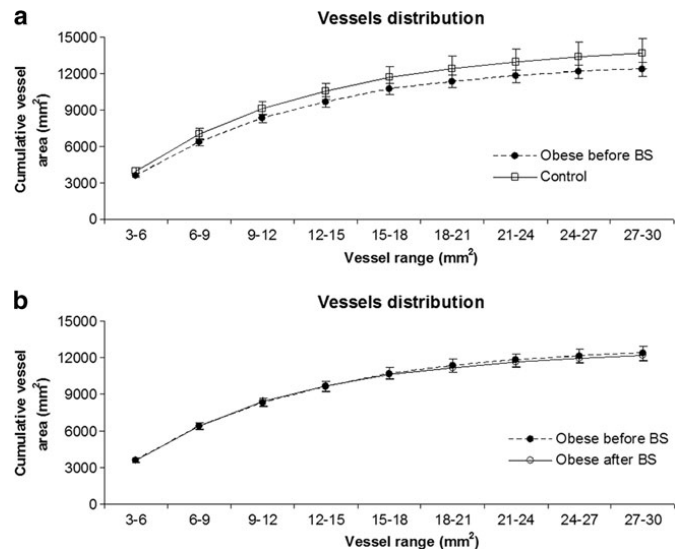 a
Vessels distribution
Cumulative vessel
area (mm²)
15000
12000
9000
6000
3000
0
Obese before BS
Control
3-6 6-9 9-12 12-15 15-18 18-21 21-24 24-27 27-30
Vessel range (mm²)
b
Vessels distribution
Cumulative vessel
area (mm²)
15000
12000
9000
6000
3000
0
Obese before BS
Obese after BS
3-6 6-9 9-12 12-15 15-18 18-21 21-24 24-27 27-30
Vessel range (mm²)